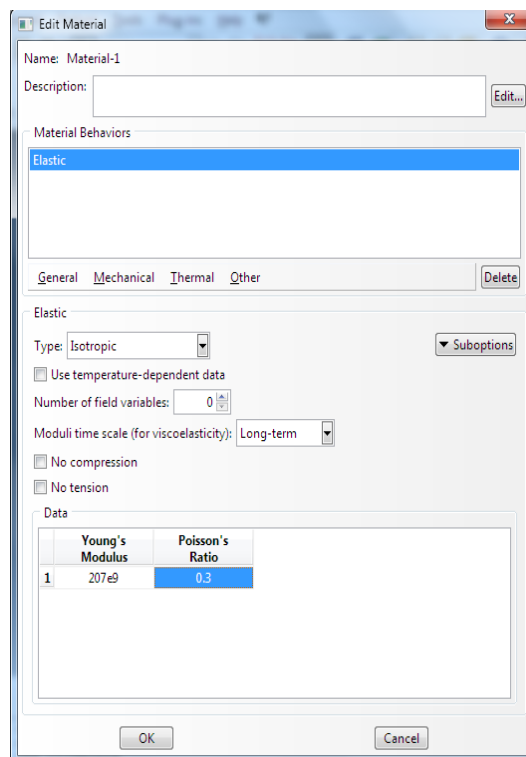 Edit Material
Name: Material-1
Description:
Edit...
Material Behaviors
Elastic
General Mechanical Thermal Other Delete
Elastic
Type: Isotropic Suboptions
Use temperature-dependent data
Number of field variables: 0
Moduli time scale (for viscoelasticity): Long-term
No compression
No tension
Data
Young's Poisson's
Modulus Ratio
1 207e9 0.3
OK Cancel